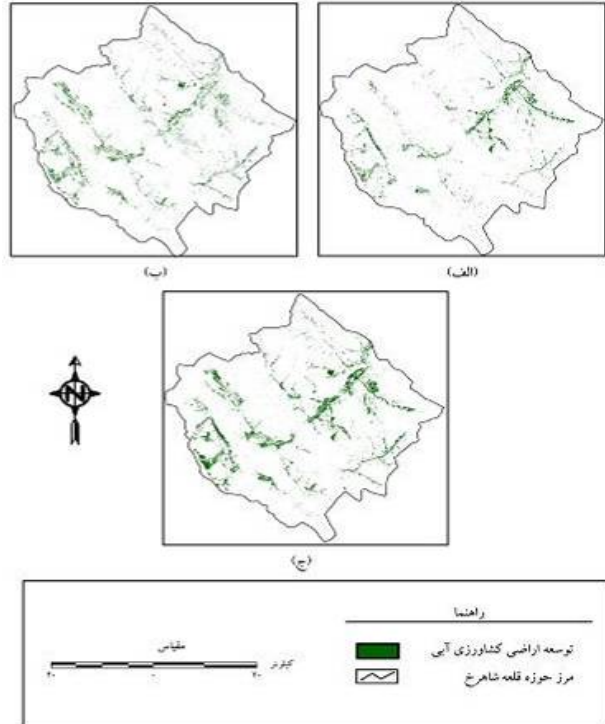 (الف)
(ب)
(ج)
N
راهنما
توسعه اراضی کشاورزی آبی
مرز حوزه قلعه شاهرخ
مقیاس
کیلومتر
۲۰ ۰ ۲۰